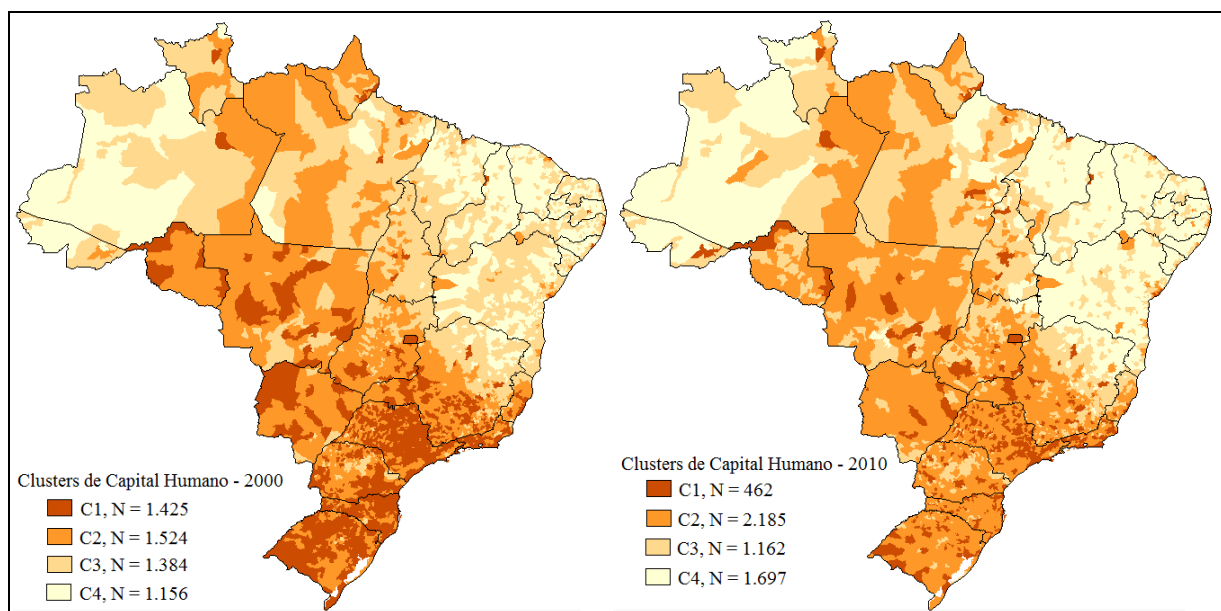 Clusters de Capital Humano - 2000
C1, N = 1.425
C2, N = 1.524
C3, N = 1.384
C4, N = 1.156
Clusters de Capital Humano - 2010
C1, N = 462
C2, N = 2.185
C3, N = 1.162
C4, N = 1.697